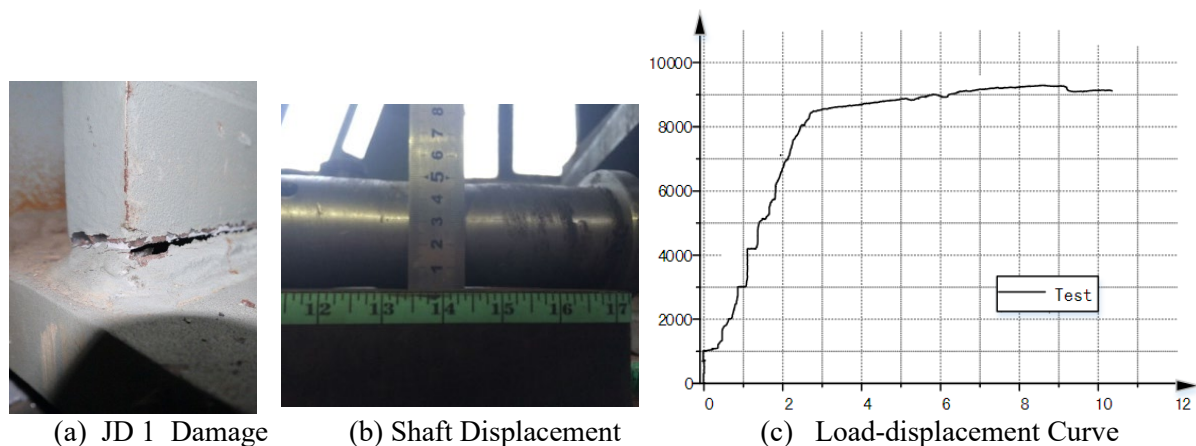 8
7
6
5
4
3
2
1
12 13 14 15 16 17
10000
8000
6000
4000
2000
0
Test
0 2 4 6 8 10 12
(a) JD 1 Damage
(b) Shaft Displacement
(c) Load-displacement Curve